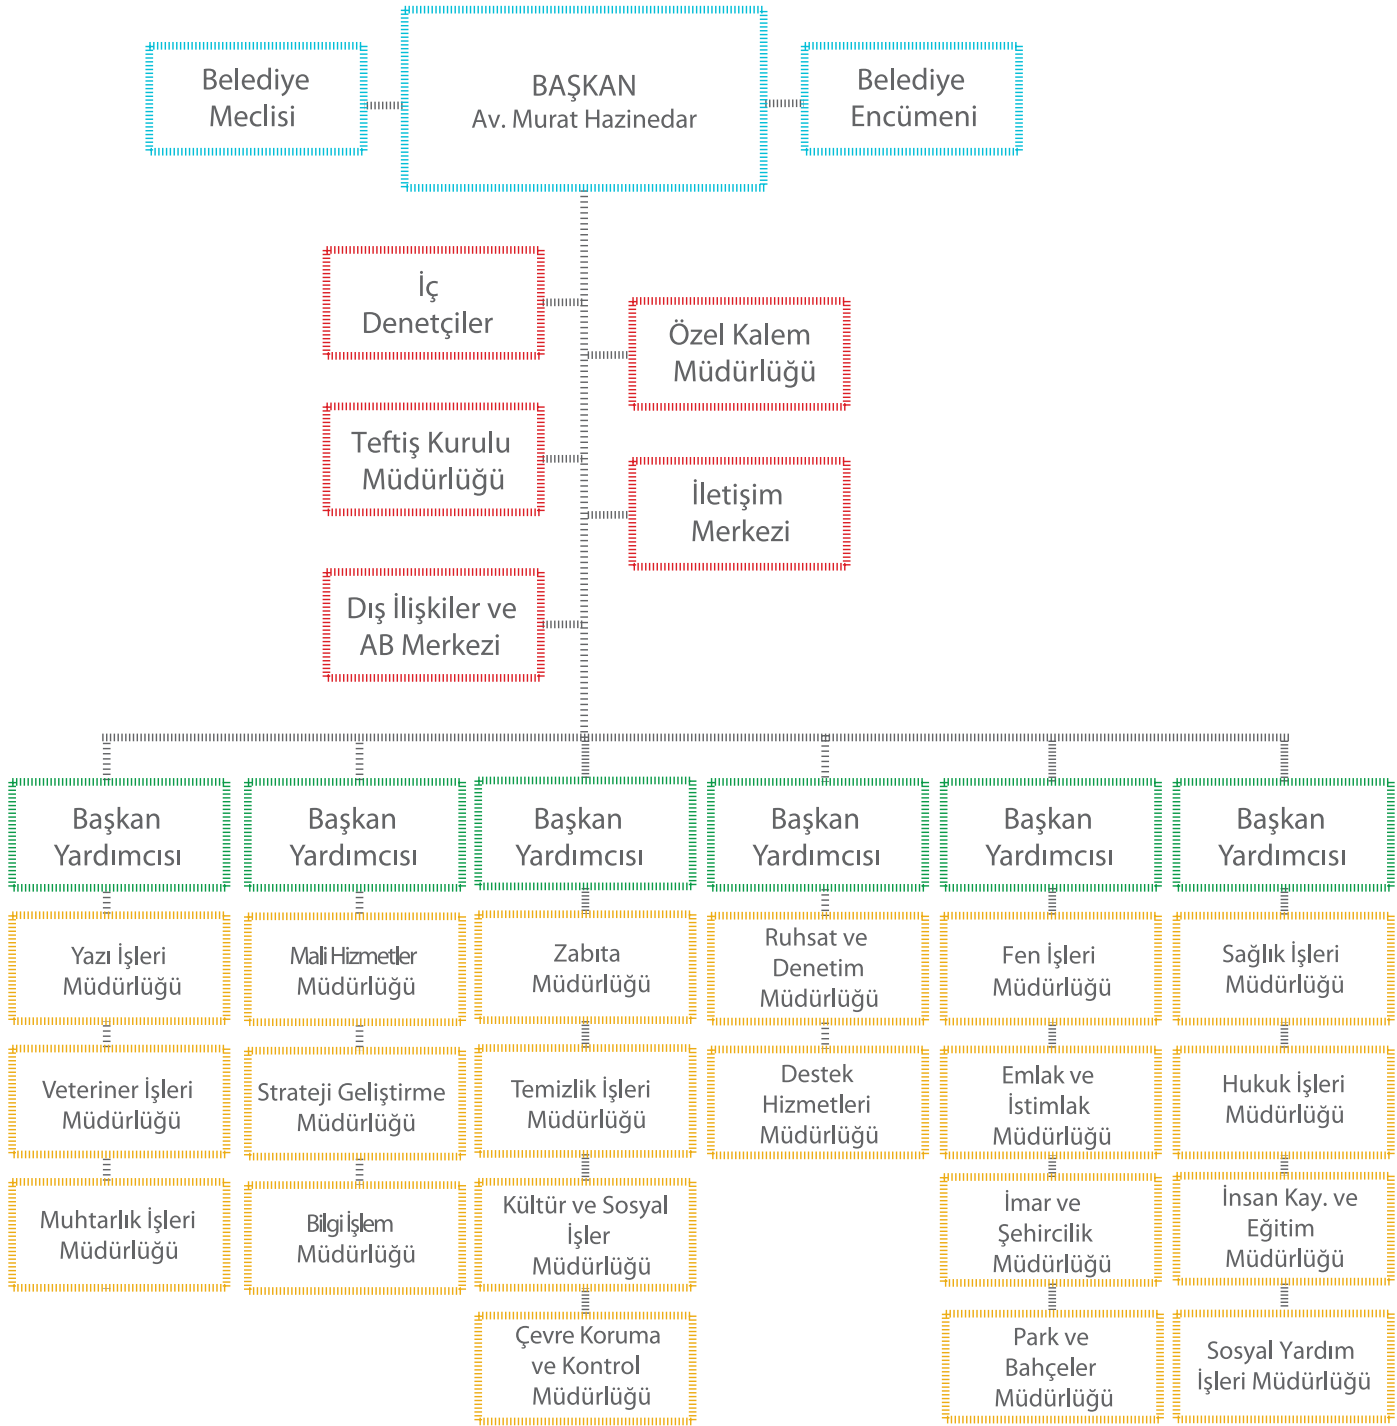 Belediye
Meclisi
BAŞKAN
Av. Murat Hazinedar
Belediye
Encümeni
İç
Denetçiler
Özel Kalem
Müdürlüğü
Teftiş Kurulu
Müdürlüğü
İletişim
Merkezi
Dış İlişkiler ve
AB Merkezi
Başkan
Yardımcısı
Yazı İşleri
Müdürlüğü
Veteriner İşleri
Müdürlüğü
Muhtarlık İşleri
Müdürlüğü
Başkan
Yardımcısı
Mali Hizmetler
Müdürlüğü
Strateji Geliştirme
Müdürlüğü
Bilgi İşlem
Müdürlüğü
Başkan
Yardımcısı
Zabıta
Müdürlüğü
Temizlik İşleri
Müdürlüğü
Kültür ve Sosyal
İşler
Müdürlüğü
Çevre Koruma
ve Kontrol
Müdürlüğü
Başkan
Yardımcısı
Ruhsat ve
Denetim
Müdürlüğü
Destek
Hizmetleri
Müdürlüğü
Başkan
Yardımcısı
Fen İşleri
Müdürlüğü
Emlak ve
İstimlak
Müdürlüğü
İmar ve
Şehircilik
Müdürlüğü
Park ve
Bahçeler
Müdürlüğü
Başkan
Yardımcısı
Sağlık İşleri
Müdürlüğü
Hukuk İşleri
Müdürlüğü
İnsan Kay. ve
Eğitim
Müdürlüğü
Sosyal Yardım
İşleri Müdürlüğü